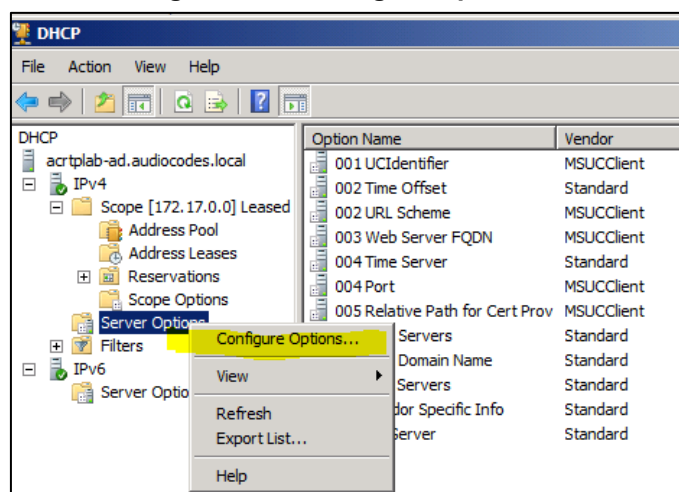 DHCP
File Action View Help
DHCP
acrtplab-ad.audiocodes.local
IPv4
Scope [172.17.0.0] Leased
Address Pool
Address Leases
Reservations
Scope Options
Server Options
Filters
IPv6
Server Optio
Option Name Vendor
001 UCIdentifier MSUCClient
002 Time Offset Standard
002 URL Scheme MSUCClient
003 Web Server FQDN MSUCClient
004 Time Server Standard
004 Port MSUCClient
005 Relative Path for Cert Prov MSUCClient
Servers Standard
Domain Name Standard
Servers Standard
dor Specific Info Standard
Server Standard
Configure Options...
View
Refresh
Export List...
Help